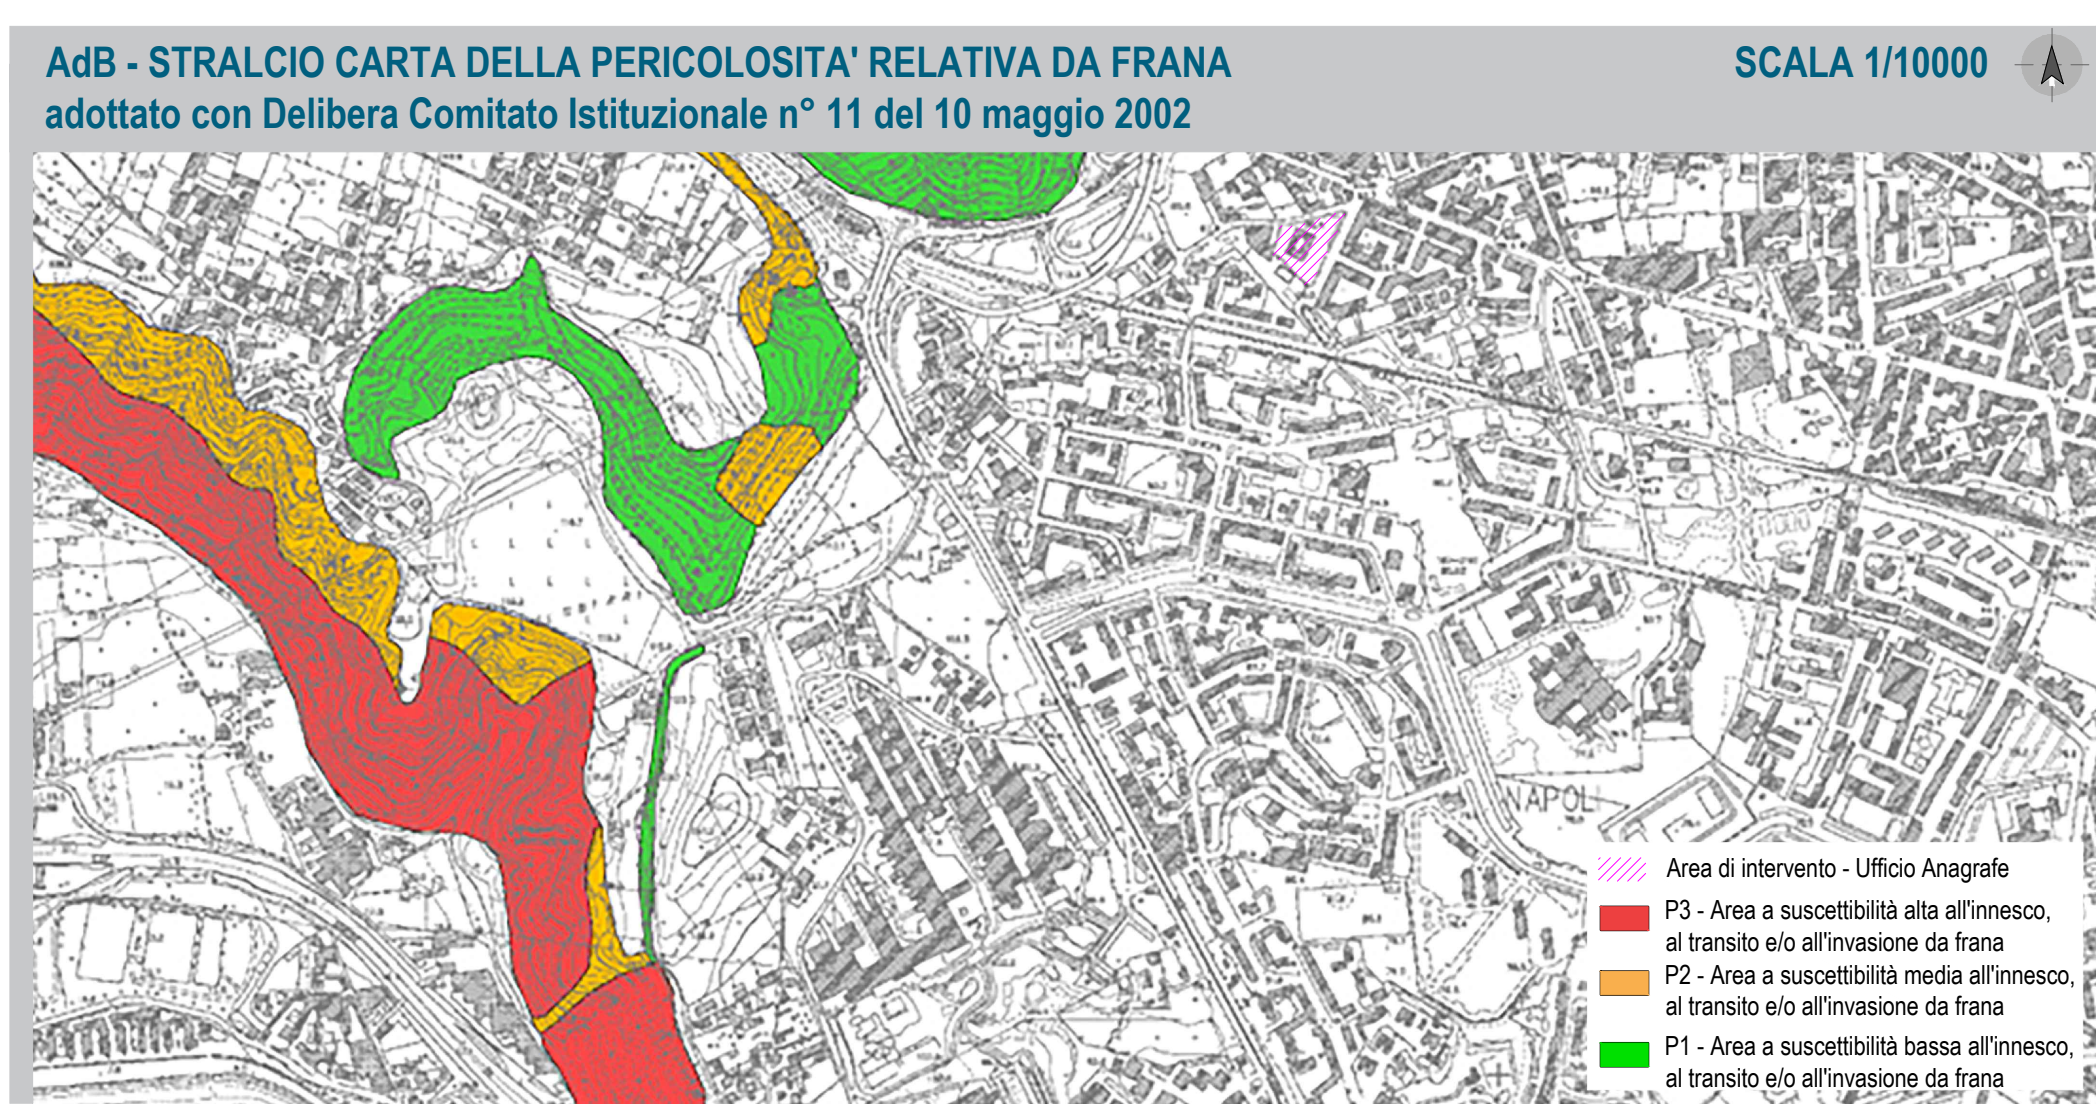 AdB - STRALCIO CARTA DELLA PERICOLOSITA' RELATIVA DA FRANA
SCALA 1/10000
adottato con Delibera Comitato Istituzionale n° 11 del 10 maggio 2002
NAPOLI
Area di intervento - Ufficio Anagrafe
P3 - Area a suscettibilità alta all'innesco,
al transito e/o all'invasione da frana
P2 - Area a suscettibilità media all'innesco,
al transito e/o all'invasione da frana
P1 - Area a suscettibilità bassa all'innesco,
al transito e/o all'invasione da frana